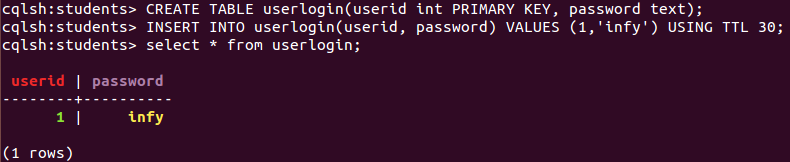 cqlsh:students> CREATE TABLE userlogin(userid int PRIMARY KEY, password text);
cqlsh:students> INSERT INTO userlogin(userid, password) VALUES (1,'infy') USING TTL 30;
cqlsh:students> select * from userlogin;
 userid | password
--------+----------
      1 |     infy
(1 rows)